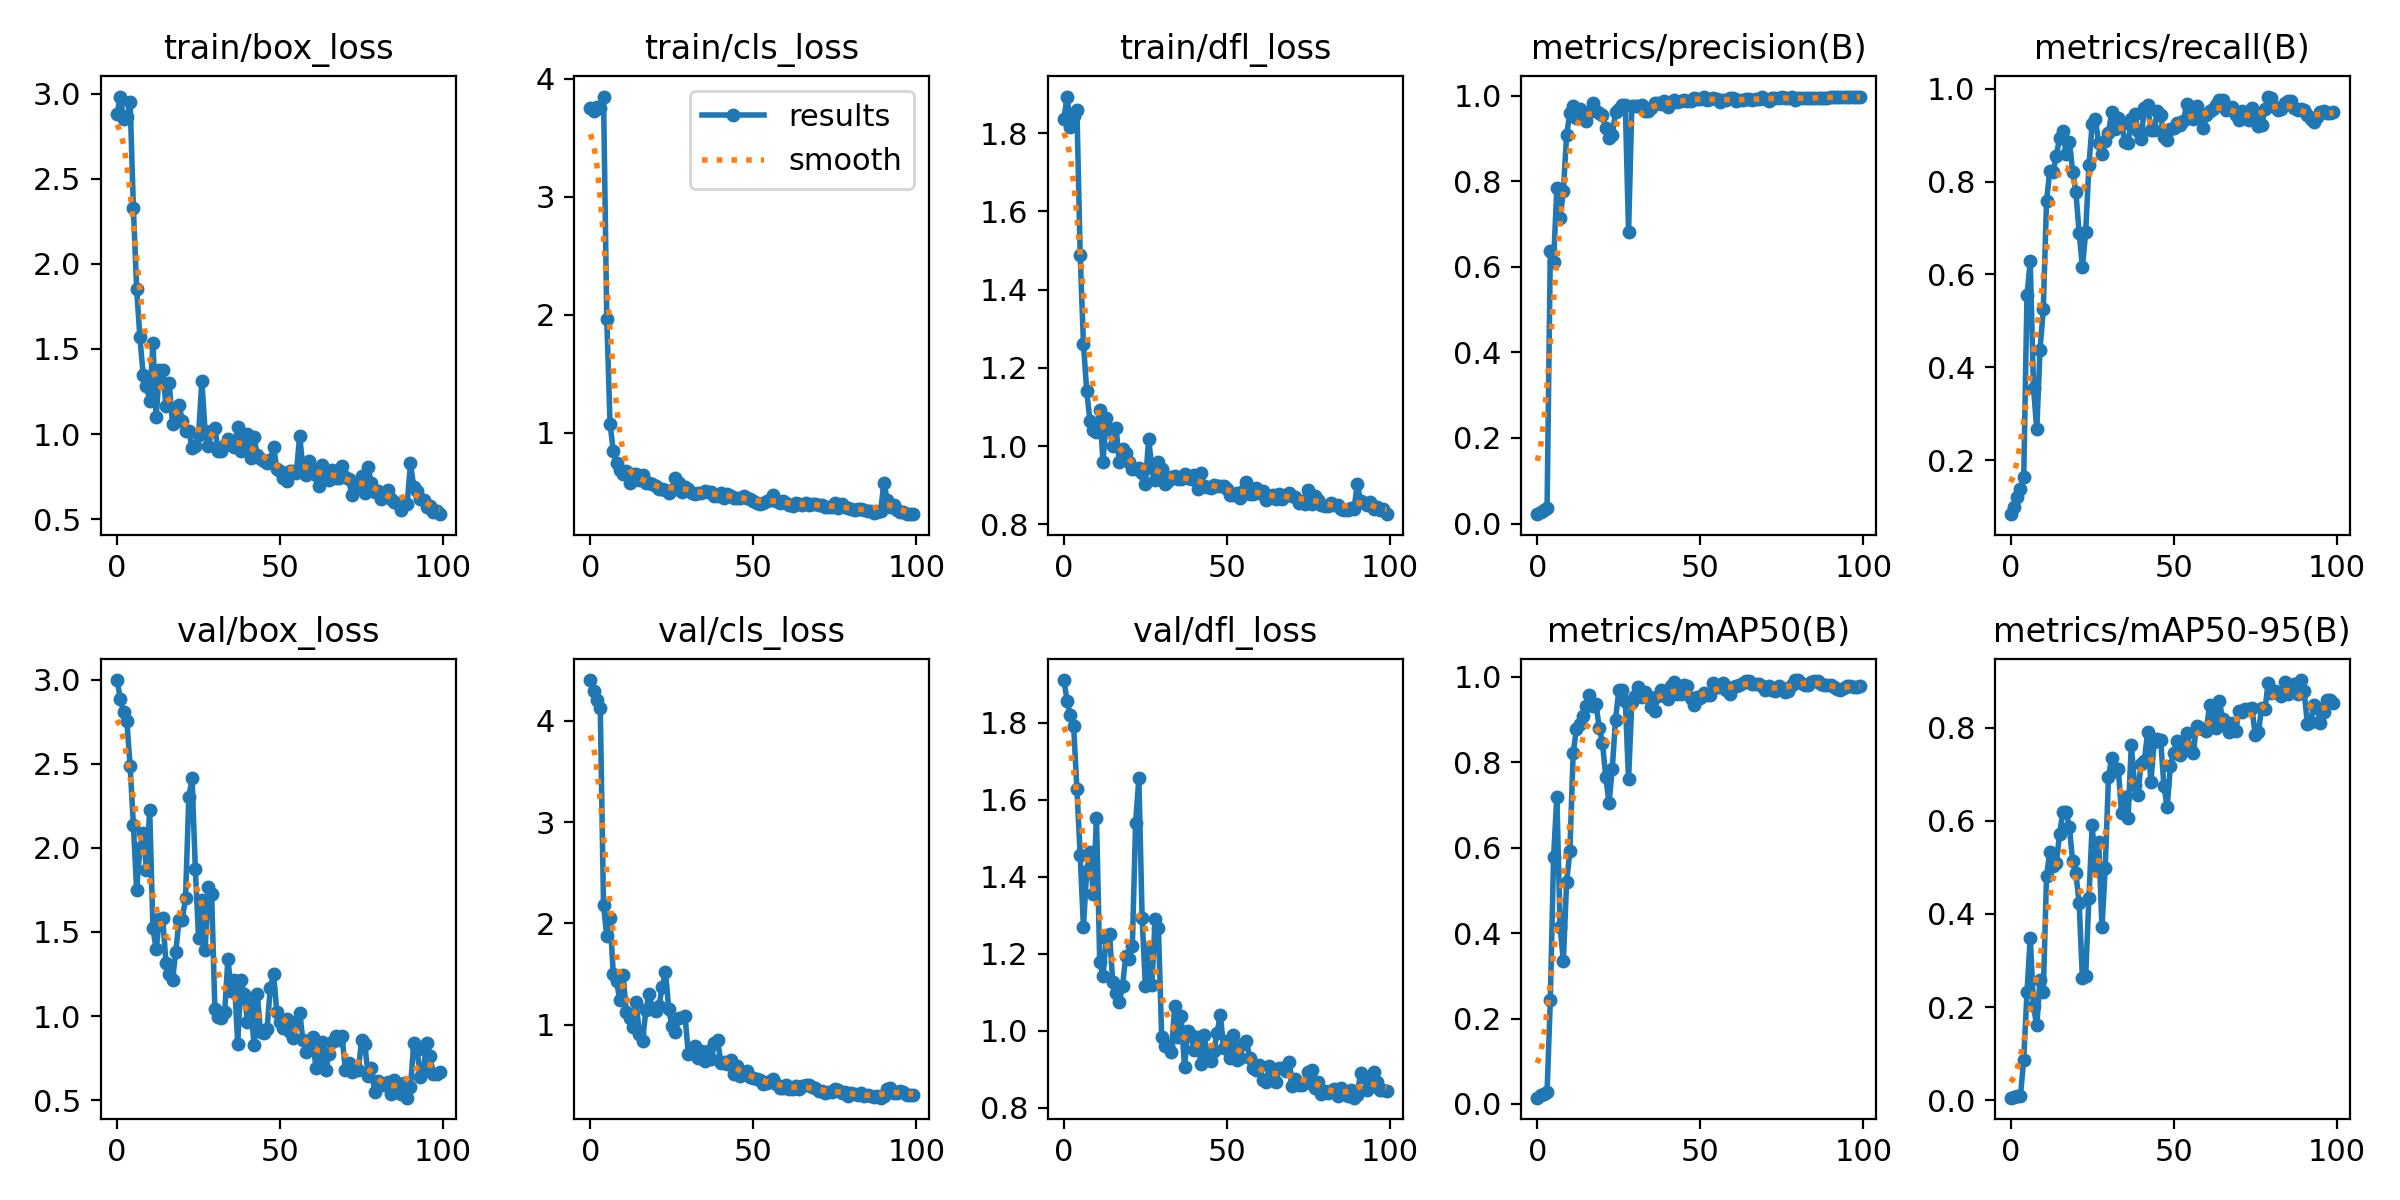 train/box_loss
3.0
2.5
2.0
1.5
1.0
0.5
0 50 100
train/cls_loss
4
3
2
1
results
smooth
0 50 100
train/dfl_loss
1.8
1.6
1.4
1.2
1.0
0.8
0 50 100
metrics/precision(B)
1.0
0.8
0.6
0.4
0.2
0.0
0 50 100
metrics/recall(B)
1.0
0.8
0.6
0.4
0.2
0 50 100
val/box_loss
3.0
2.5
2.0
1.5
1.0
0.5
0 50 100
val/cls_loss
4
3
2
1
0 50 100
val/dfl_loss
1.8
1.6
1.4
1.2
1.0
0.8
0 50 100
metrics/mAP50(B)
1.0
0.8
0.6
0.4
0.2
0.0
0 50 100
metrics/mAP50-95(B)
0.8
0.6
0.4
0.2
0.0
0 50 100